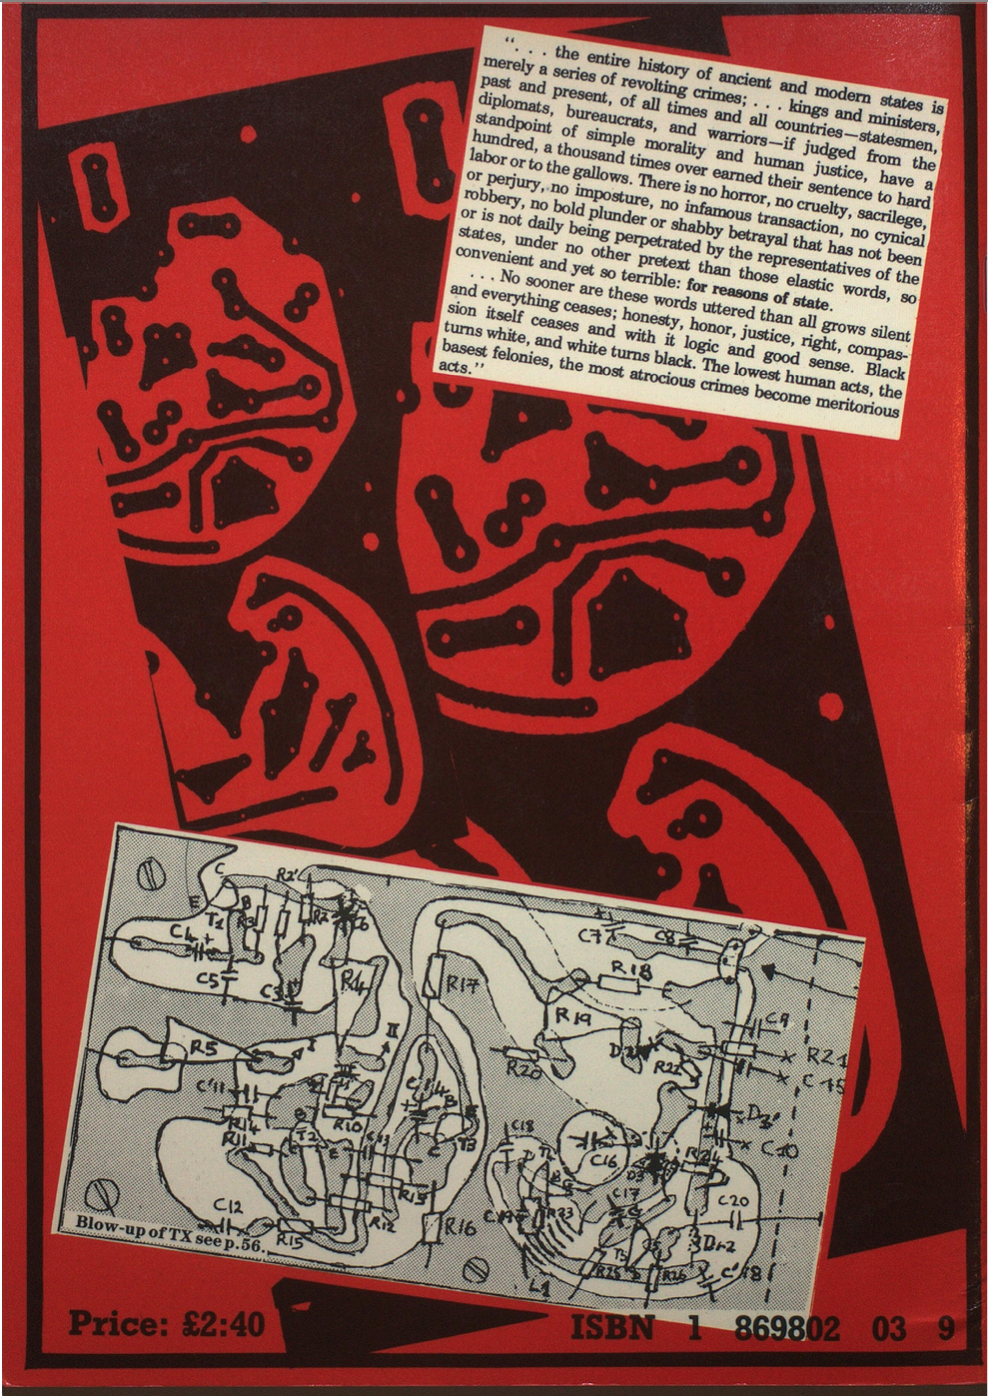 “. . . the entire history of ancient and modern states is
merely a series of revolting crimes; . . . kings and ministers,
past and present, of all times and all countries—statesmen,
diplomats, bureaucrats, and warriors—if judged from the
standpoint of simple morality and human justice, have a
hundred, a thousand times over earned their sentence to hard
labor or to the gallows. There is no horror, no cruelty, sacrilege,
or perjury, no imposture, no infamous transaction, no cynical
robbery, no bold plunder or shabby betrayal that has not been
or is not daily being perpetrated by the representatives of the
states, under no other pretext than those elastic words, so
convenient and yet so terrible: for reasons of state.
. . . No sooner are these words uttered than all grows silent
and everything ceases; honesty, honor, justice, right, compas-
sion itself ceases and with it logic and good sense. Black
turns white, and white turns black. The lowest human acts, the
basest felonies, the most atrocious crimes become meritorious
acts.”
C R2'
E T1 B R3 R2
C4 + C5 C3 R4
R17 C7 C8 R18
R19
R5 I II III
R20 R22 C9
R21
C 15
C'11 R14 R11 R10
T2 E B C
T3
C18 C16 D3 C10
R13 R12 C17 R24
C12 R15 R16 R23 C20
T5 R25 R26 L1
Blow-up of TX see p.56.
Price: £2:40
ISBN 1 869802 03 9